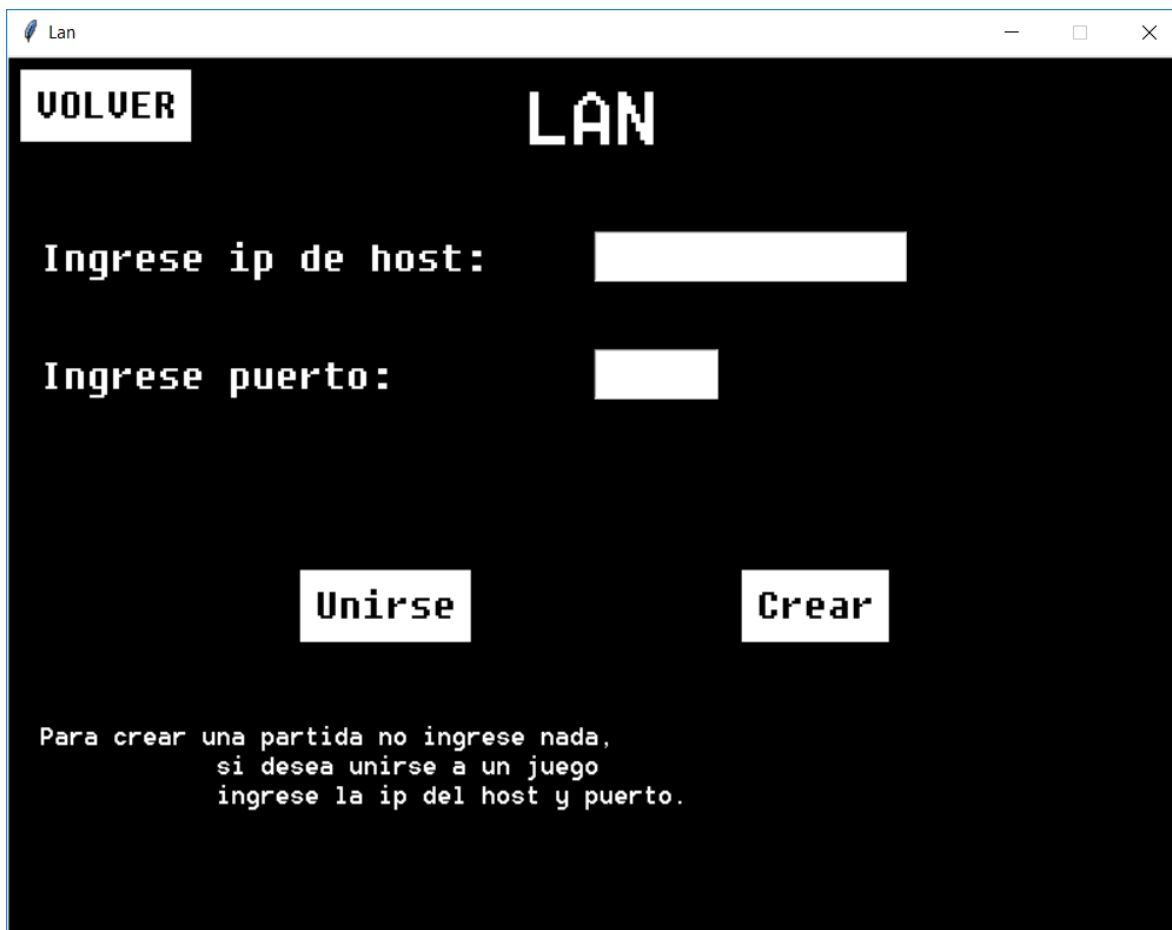 Lan
VOLVER
LAN
Ingrese ip de host:
Ingrese puerto:
Unirse
Crear
Para crear una partida no ingrese nada,
si desea unirse a un juego
ingrese la ip del host y puerto.